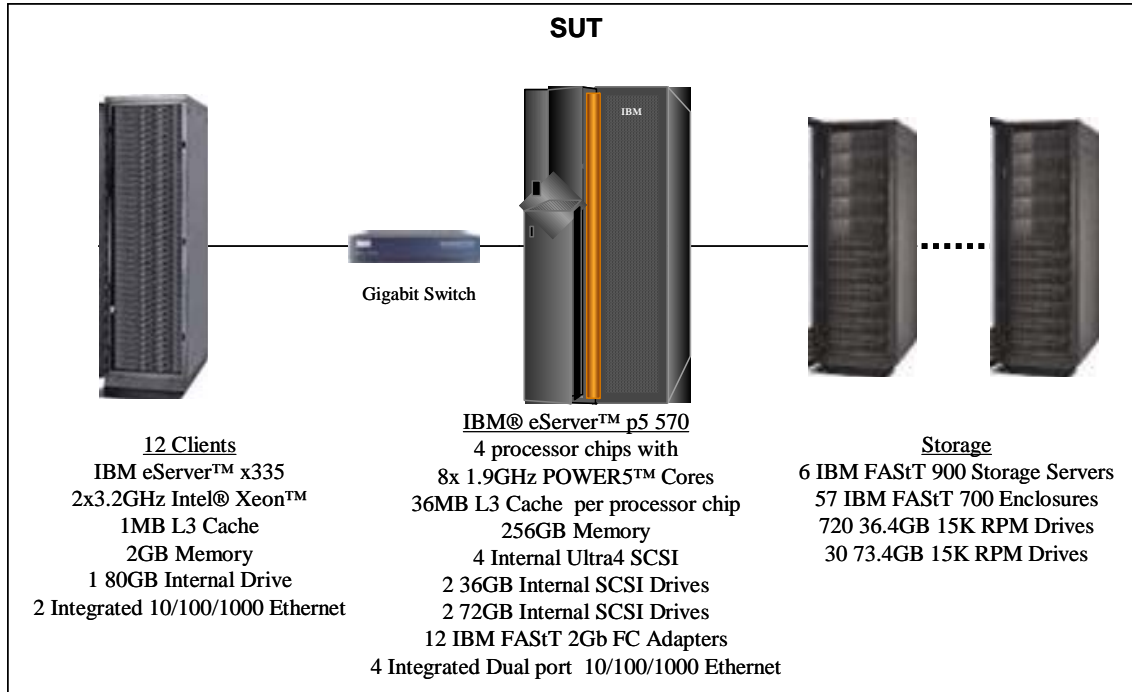 SUT
IBM
Gigabit Switch
12 Clients
IBM eServer™ x335
2x3.2GHz Intel® Xeon™
1MB L3 Cache
2GB Memory
1 80GB Internal Drive
2 Integrated 10/100/1000 Ethernet
IBM® eServer™ p5 570
4 processor chips with
8x 1.9GHz POWER5™ Cores
36MB L3 Cache per processor chip
256GB Memory
4 Internal Ultra4 SCSI
2 36GB Internal SCSI Drives
2 72GB Internal SCSI Drives
12 IBM FAStT 2Gb FC Adapters
4 Integrated Dual port 10/100/1000 Ethernet
Storage
6 IBM FAStT 900 Storage Servers
57 IBM FAStT 700 Enclosures
720 36.4GB 15K RPM Drives
30 73.4GB 15K RPM Drives